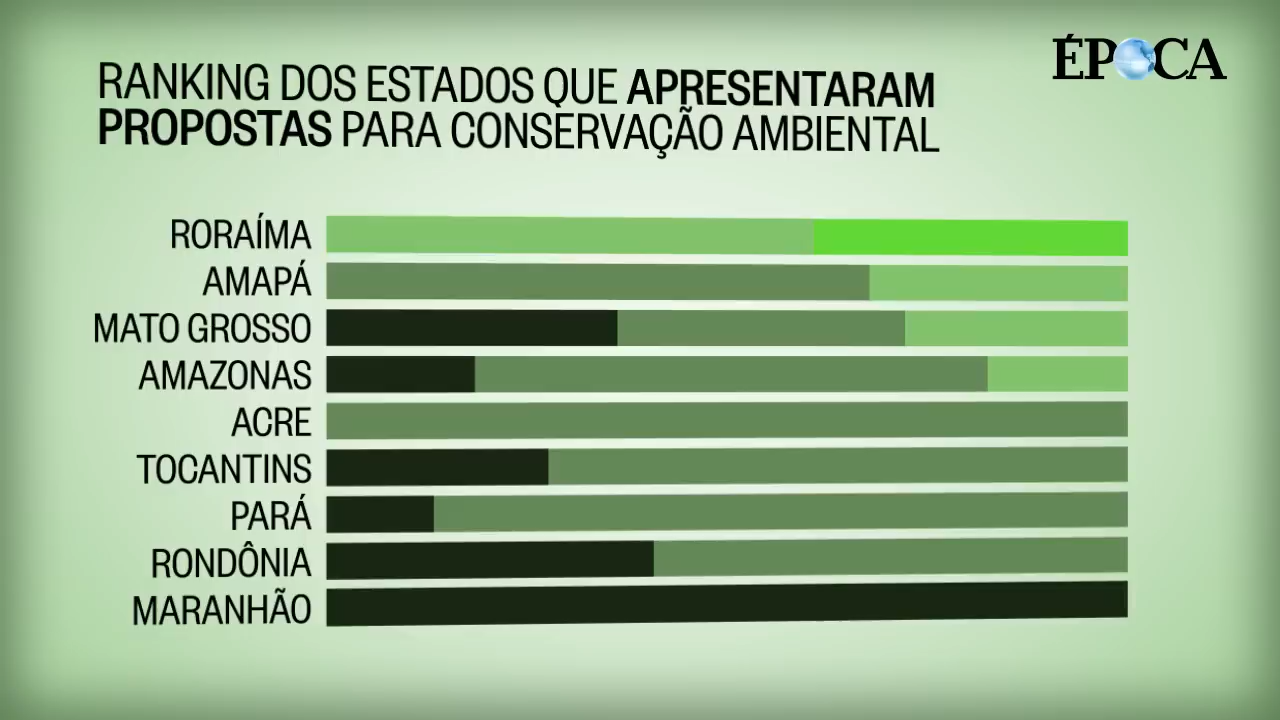 ÉPOCA
RANKING DOS ESTADOS QUE APRESENTARAM
PROPOSTAS PARA CONSERVAÇÃO AMBIENTAL
RORAÍMA
AMAPÁ
MATO GROSSO
AMAZONAS
ACRE
TOCANTINS
PARÁ
RONDÔNIA
MARANHÃO